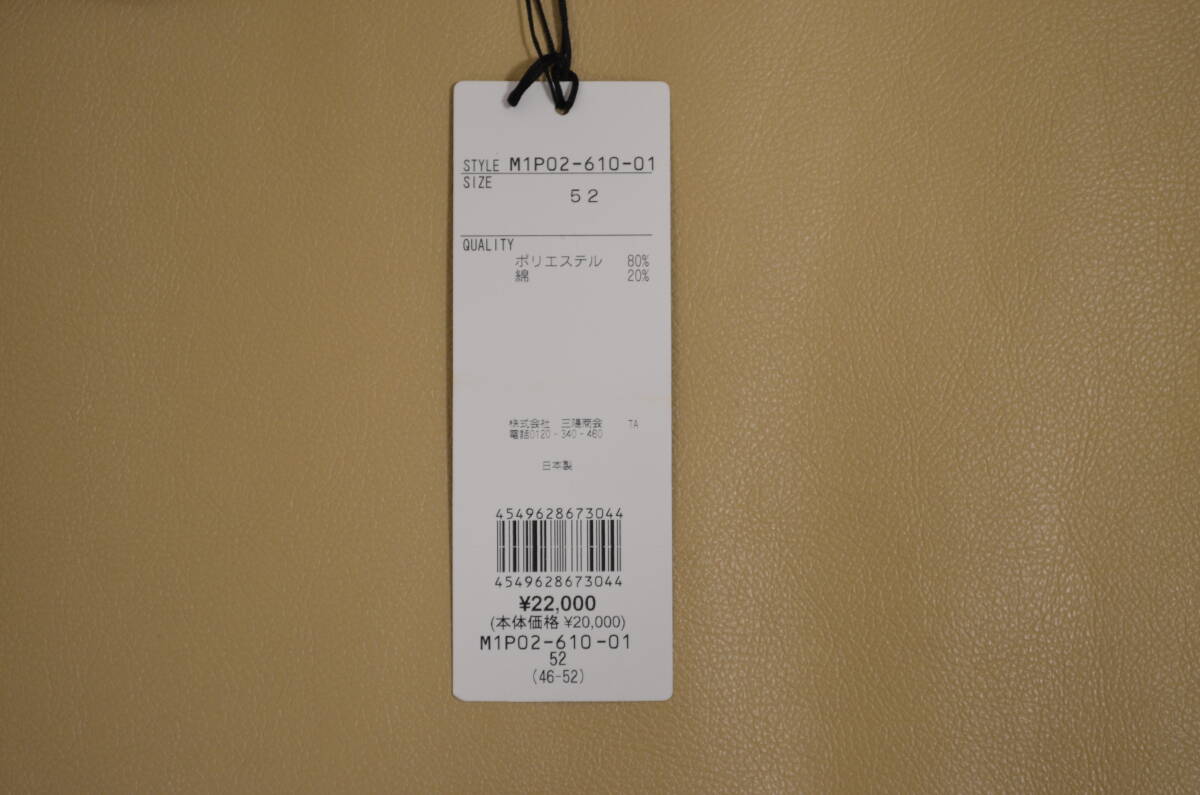 STYLE M1P02-610-01
SIZE
52
QUALITY
ポリエステル 80%
綿 20%
株式会社 三陽商会 TA
電話0120-340-460
日本製
4549628673044
4549628673044
¥22,000
(本体価格 ¥20,000)
M1P02-610-01
52
(46-52)